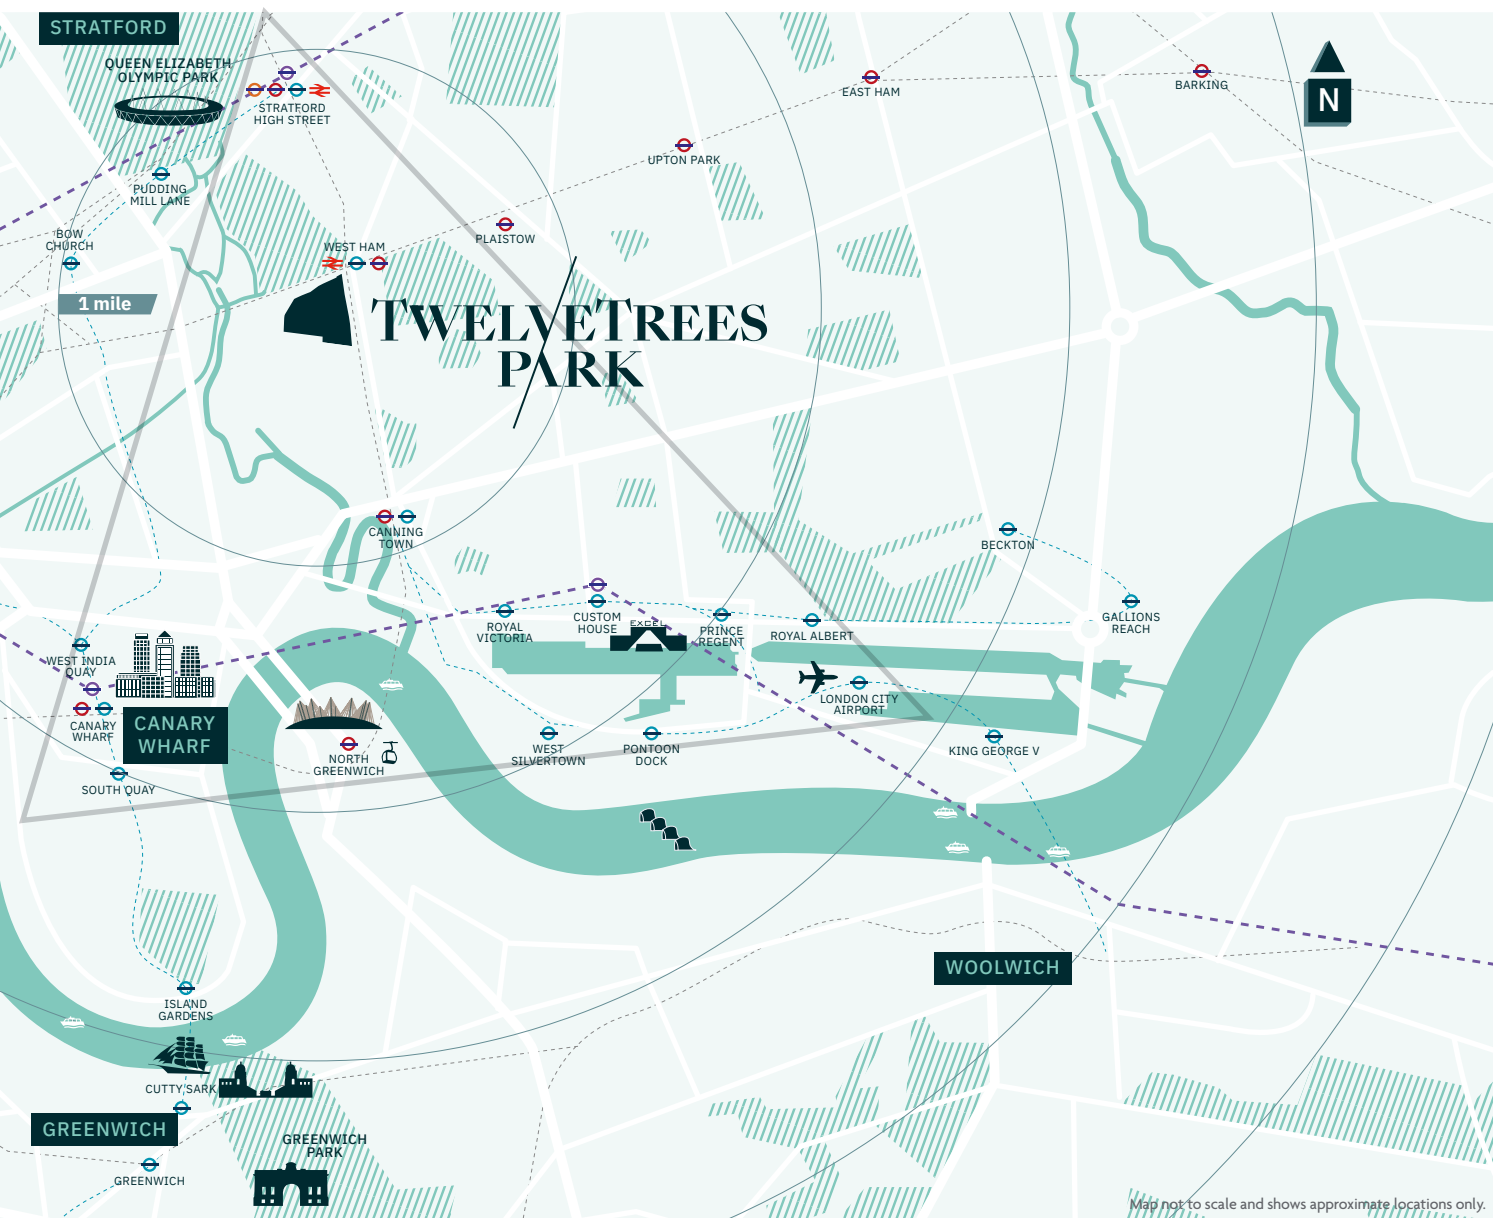 STRATFORD
QUEEN ELIZABETH
OLYMPIC PARK
STRATFORD
HIGH STREET
EAST HAM
BARKING
N
UPTON PARK
PUDDING
MILL LANE
BOW
CHURCH
WEST HAM
PLAISTOW
1 mile
TWELVETREES
PARK
CANNING
TOWN
BECKTON
ROYAL
VICTORIA
CUSTOM
HOUSE
EXCEL
PRINCE
REGENT
ROYAL ALBERT
GALLIONS
REACH
WEST INDIA
QUAY
CANARY
WHARF
CANARY
WHARF
LONDON CITY
AIRPORT
NORTH
GREENWICH
WEST
SILVERTOWN
PONTOON
DOCK
KING GEORGE V
SOUTH QUAY
WOOLWICH
ISLAND
GARDENS
CUTTY SARK
GREENWICH
GREENWICH
PARK
GREENWICH
Map not to scale and shows approximate locations only.